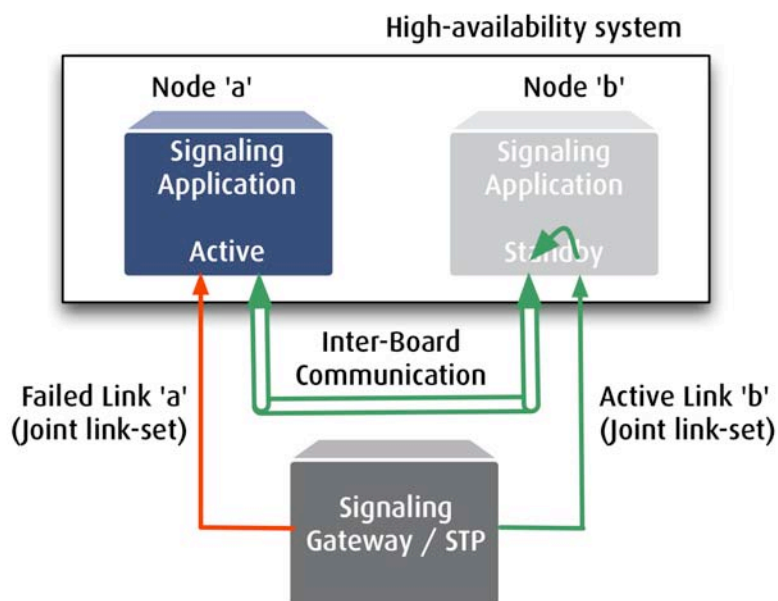 High-availability system
Node 'a'
Node 'b'
Signaling
Application
Active
Signaling
Application
Standby
Inter-Board
Communication
Failed Link 'a'
(Joint link-set)
Active Link 'b'
(Joint link-set)
Signaling
Gateway / STP